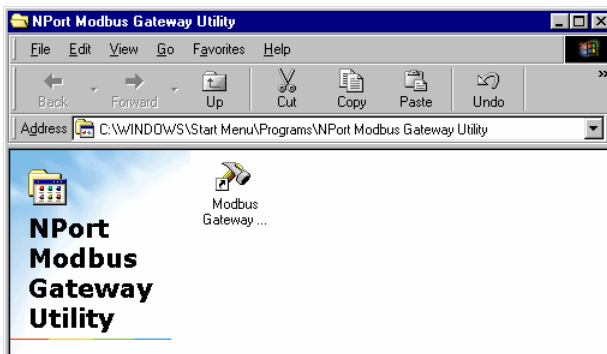 NPort Modbus Gateway Utility
File Edit View Go Favorites Help
Back Forward Up Cut Copy Paste Undo »
Address C:\WINDOWS\Start Menu\Programs\NPort Modbus Gateway Utility
NPort
Modbus
Gateway
Utility
Modbus
Gateway ...